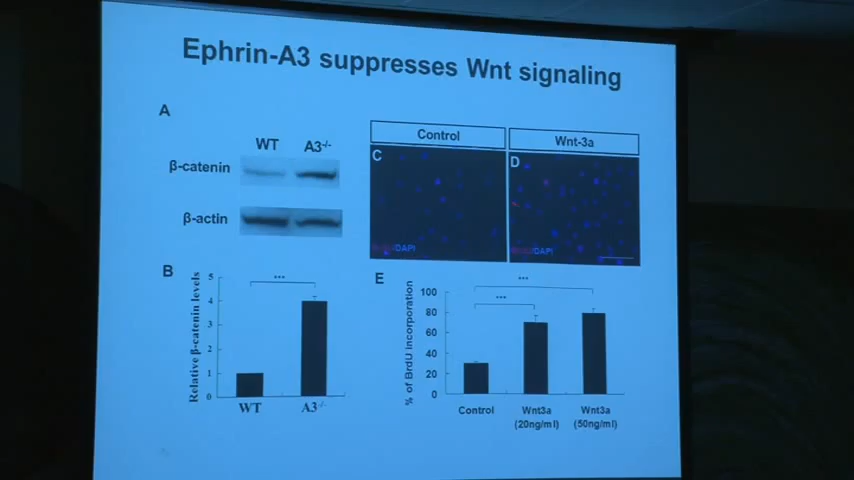 Ephrin-A3 suppresses Wnt signaling
A
WT A3-/-
β-catenin
β-actin
Control Wnt-3a
C D
/DAPI /DAPI
B
Relative β-catenin levels
5
4
3
2
1
0
***
WT A3-/-
E
% of BrdU incorporation
100
80
60
40
20
0
***
***
Control Wnt3a Wnt3a
(20ng/ml) (50ng/ml)